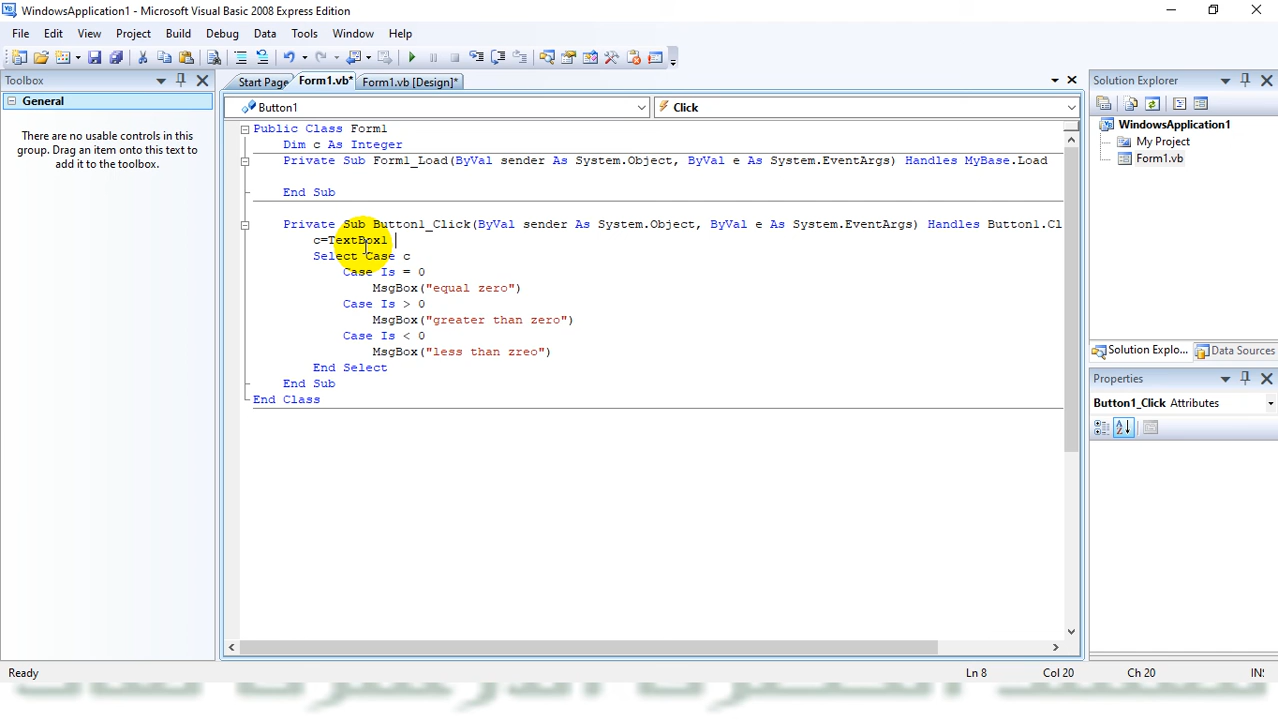 WindowsApplication1 - Microsoft Visual Basic 2008 Express Edition
File Edit View Project Build Debug Data Tools Window Help
Toolbox
General
There are no usable controls in this
group. Drag an item onto this text to
add it to the toolbox.
Start Page Form1.vb* Form1.vb [Design]*
Button1 Click
Public Class Form1
Dim c As Integer
Private Sub Form1_Load(ByVal sender As System.Object, ByVal e As System.EventArgs) Handles MyBase.Load
End Sub
Private Sub Button1_Click(ByVal sender As System.Object, ByVal e As System.EventArgs) Handles Button1.Cl
c=TextBox1
Select Case c
Case Is = 0
MsgBox("equal zero")
Case Is > 0
MsgBox("greater than zero")
Case Is < 0
MsgBox("less than zreo")
End Select
End Sub
End Class
Solution Explorer
WindowsApplication1
My Project
Form1.vb
Solution Explo... Data Sources
Properties
Button1_Click Attributes
Ready Ln 8 Col 20 Ch 20 INS